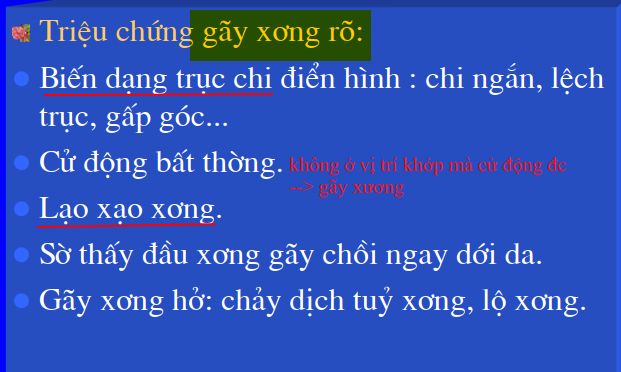 Triệu chứng gãy xơng rõ:
Biến dạng trục chi điển hình : chi ngắn, lệch
trục, gấp góc...
Cử động bất thờng. không ở vị trí khớp mà cử động đc
--> gãy xương
Lạo xạo xơng.
Sờ thấy đầu xơng gãy chồi ngay dới da.
Gãy xơng hở: chảy dịch tuỷ xơng, lộ xơng.